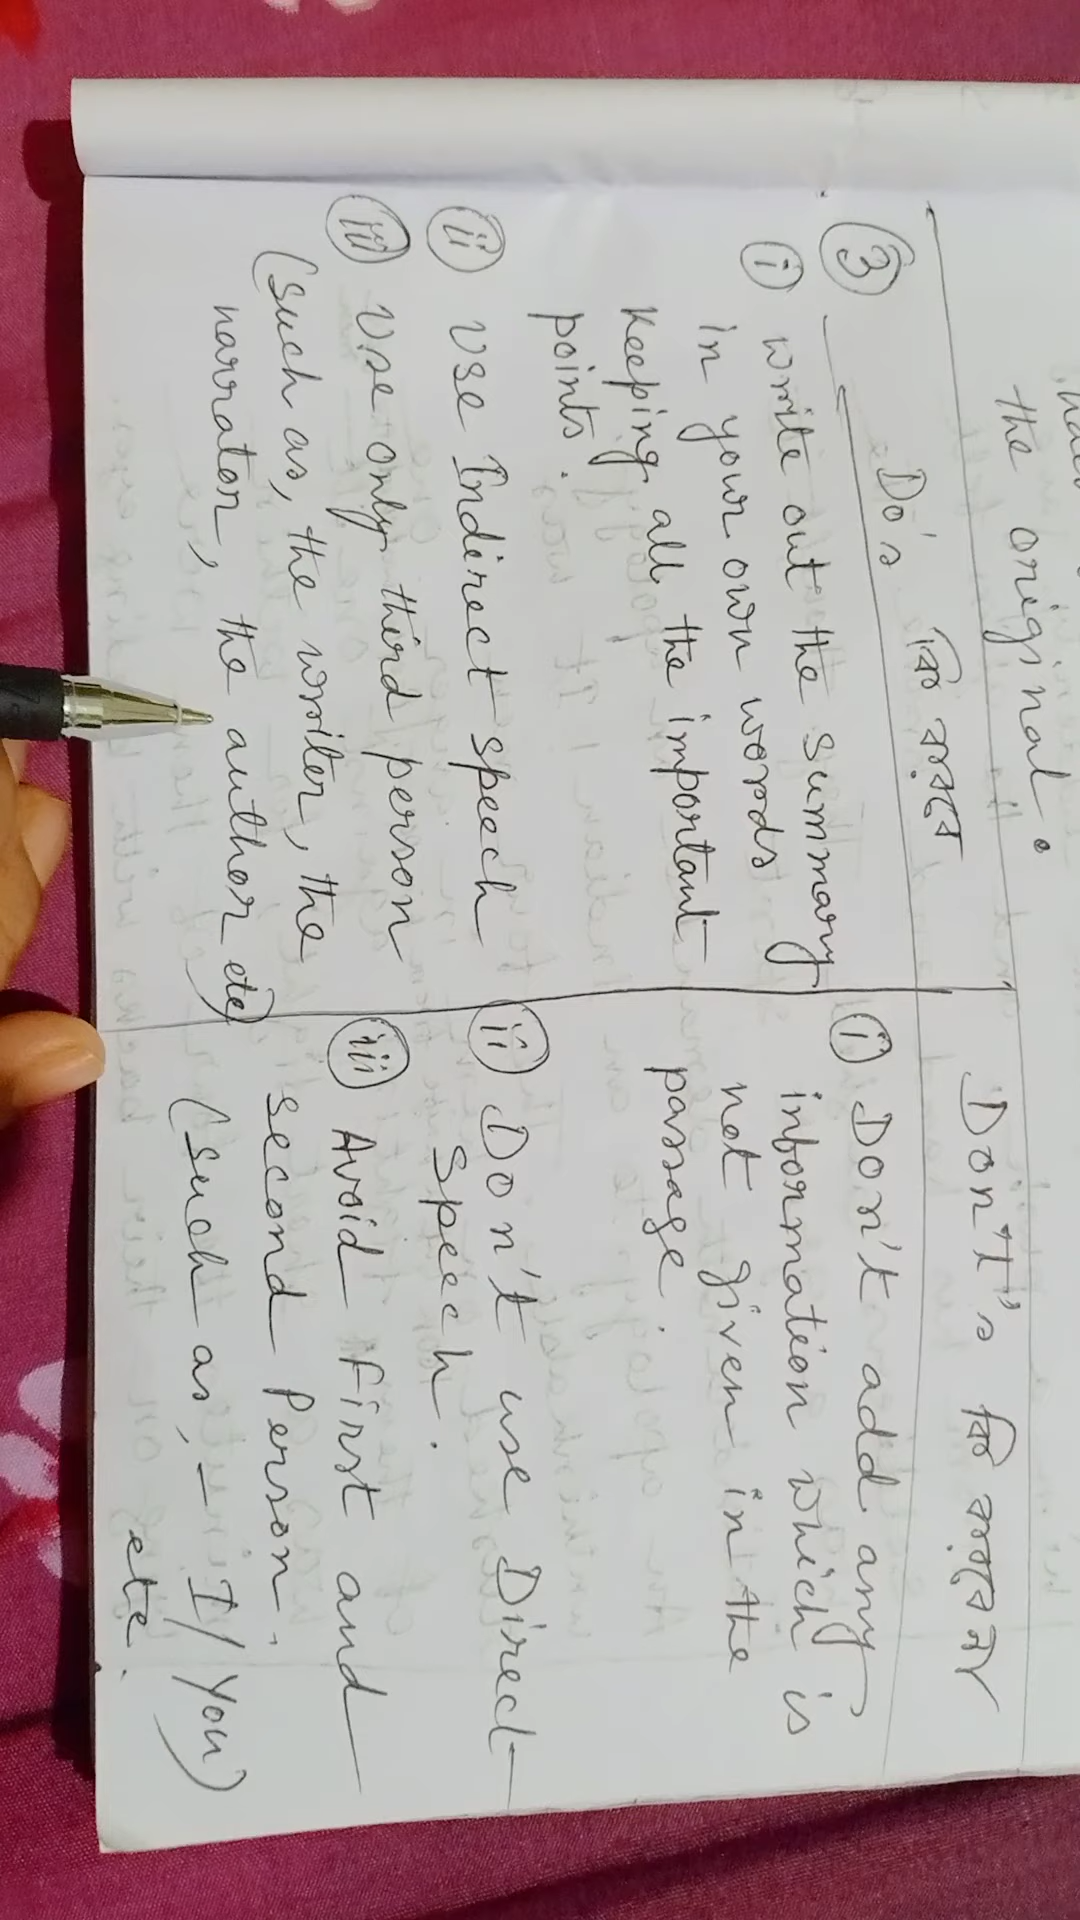 the original.
Do's কি করবে
Don't's কি করবে না
③
ⓘ write out the summary
in your own words
keeping all the important
points.
ⓘⓘ Use Indirect speech
ⓘⓘⓘ Use only third person
(such as, the writer, the
narrator, the author etc)
ⓘ Don't add any
information which is
not given in the
passage.
ⓘⓘ Don't use Direct
Speech.
ⓘⓘⓘ Avoid First and
second Person.
(such as, - I/You)
etc.